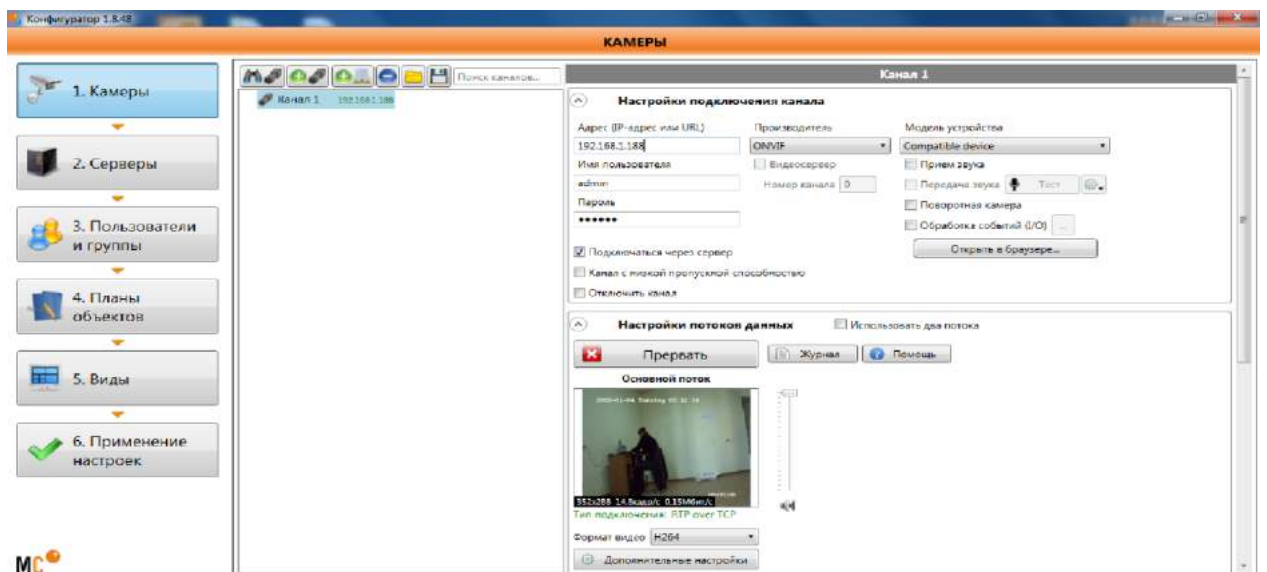 Конфигуратор 1.8.48
КАМЕРЫ
1. Камеры
2. Серверы
3. Пользователи
и группы
4. Планы
объектов
5. Виды
6. Применение
настроек
МС
Поиск каналов...
Канал 1 192.168.1.188
Канал 1
Настройки подключения канала
Адрес (IP-адрес или URL) Производитель Модель устройства
192.168.1.188 ONVIF Compatible device
Имя пользователя Видеосервер Прием звука
admin Номер канала 0 Передача звука Тест
Пароль Поворотная камера
•••••• Обработка событий (I/O) ...
Подключаться через сервер Открыть в браузере...
Канал с низкой пропускной способностью
Отключить канал
Настройки потоков данных Использовать два потока
Прервать Журнал Помощь
Основной поток
352x288 14.8кадр/с 0.15Мбит/с
Тип подключения: RTP over TCP
Формат видео H264
Дополнительные настройки